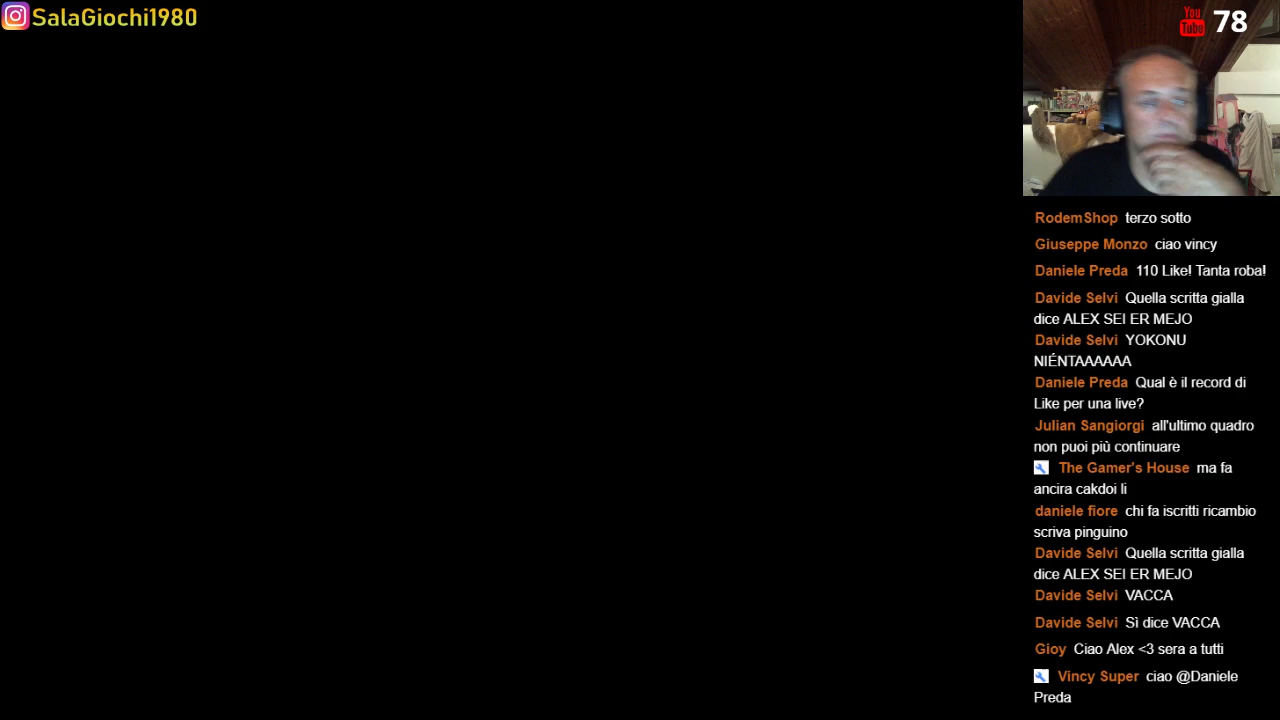 SalaGiochi1980
You
Tube 78
RodemShop terzo sotto
Giuseppe Monzo ciao vincy
Daniele Preda 110 Like! Tanta roba!
Davide Selvi Quella scritta gialla
dice ALEX SEI ER MEJO
Davide Selvi YOKONU
NIÉNTAAAAAA
Daniele Preda Qual è il record di
Like per una live?
Julian Sangiorgi all'ultimo quadro
non puoi più continuare
The Gamer's House ma fa
ancira cakdoi li
daniele fiore chi fa iscritti ricambio
scriva pinguino
Davide Selvi Quella scritta gialla
dice ALEX SEI ER MEJO
Davide Selvi VACCA
Davide Selvi Sì dice VACCA
Gioy Ciao Alex <3 sera a tutti
Vincy Super ciao @Daniele
Preda